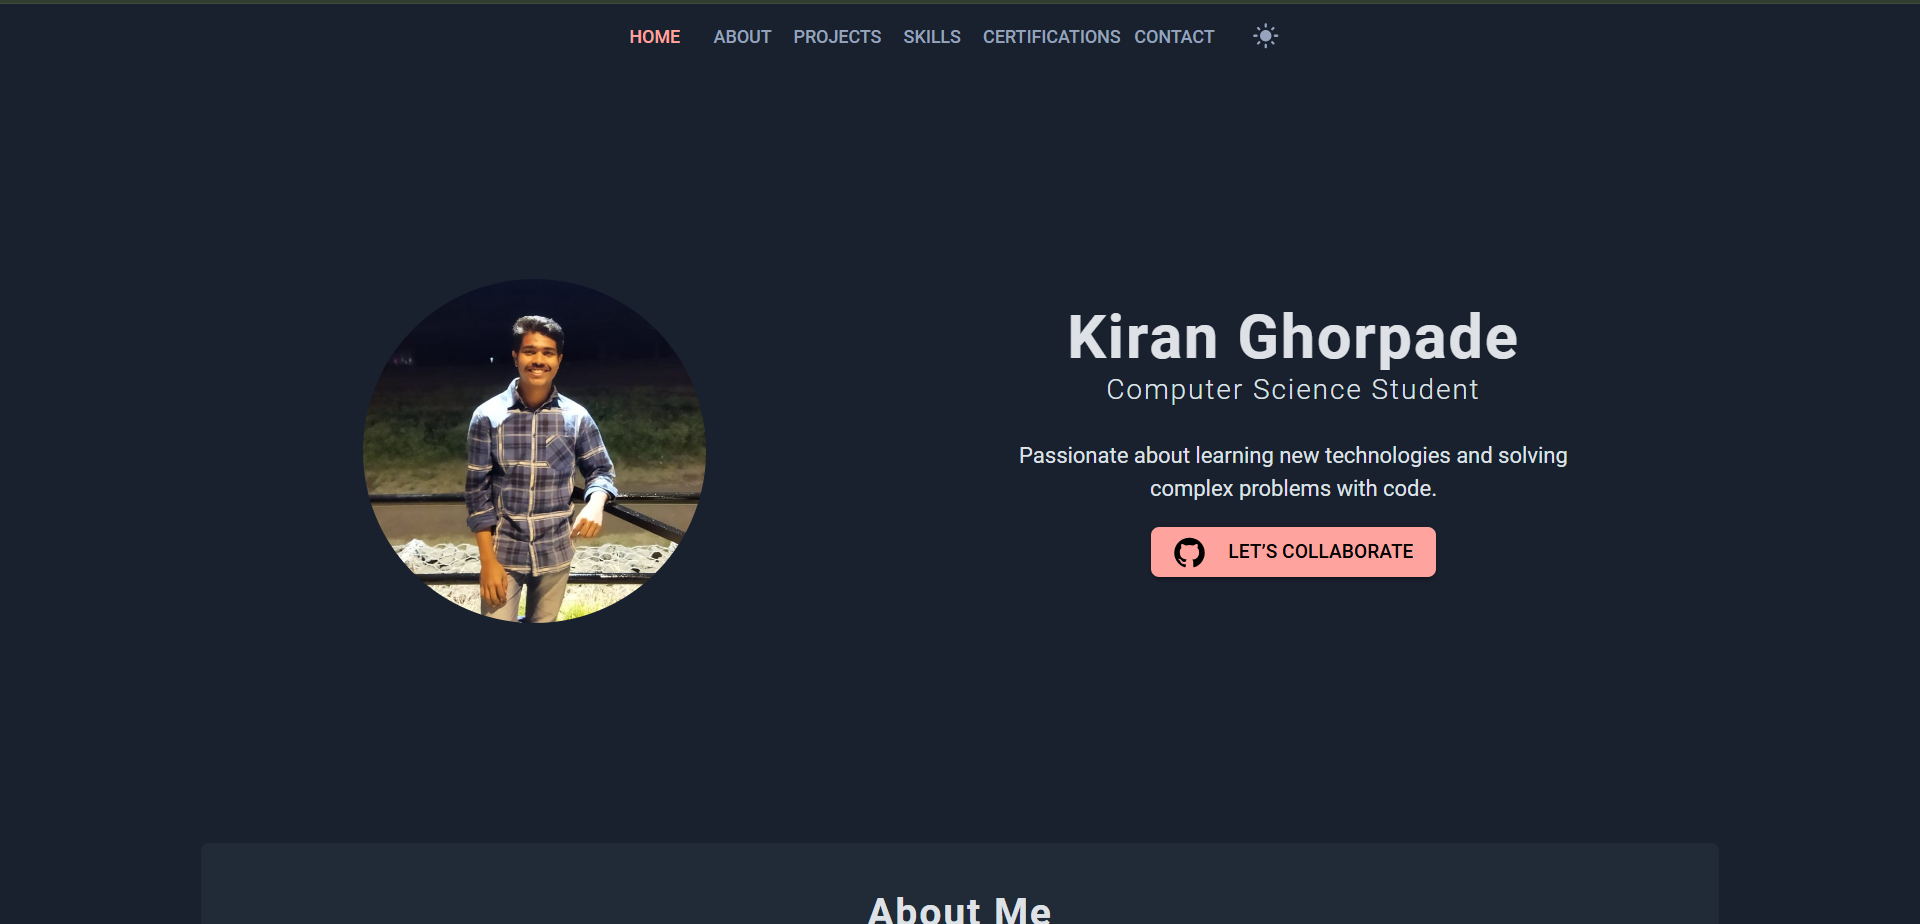 HOME ABOUT PROJECTS SKILLS CERTIFICATIONS CONTACT
Kiran Ghorpade
Computer Science Student
Passionate about learning new technologies and solving
complex problems with code.
LET’S COLLABORATE
About Me